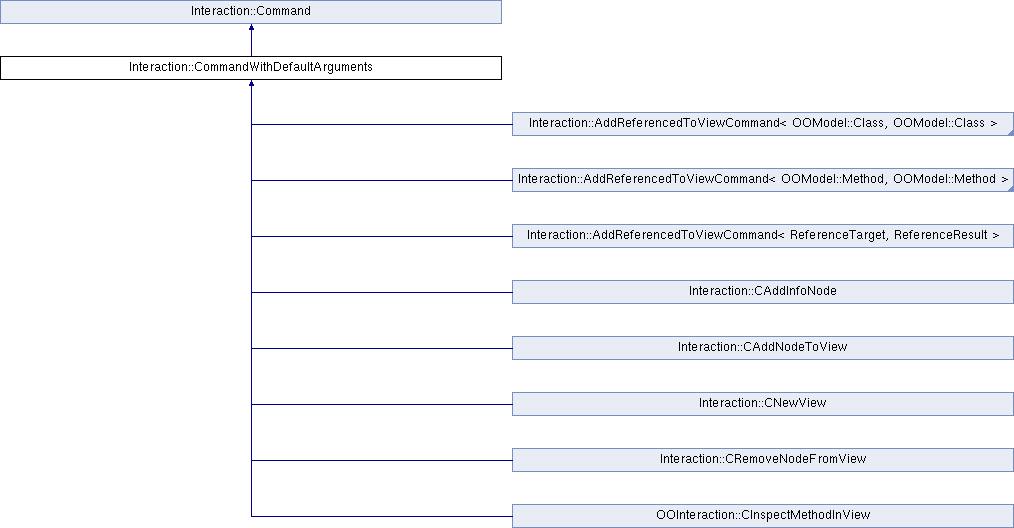 Interaction::Command
Interaction::CommandWithDefaultArguments
Interaction::AddReferencedToViewCommand< OOModel::Class, OOModel::Class >
Interaction::AddReferencedToViewCommand< OOModel::Method, OOModel::Method >
Interaction::AddReferencedToViewCommand< ReferenceTarget, ReferenceResult >
Interaction::CAddInfoNode
Interaction::CAddNodeToView
Interaction::CNewView
Interaction::CRemoveNodeFromView
OOInteraction::CInspectMethodInView